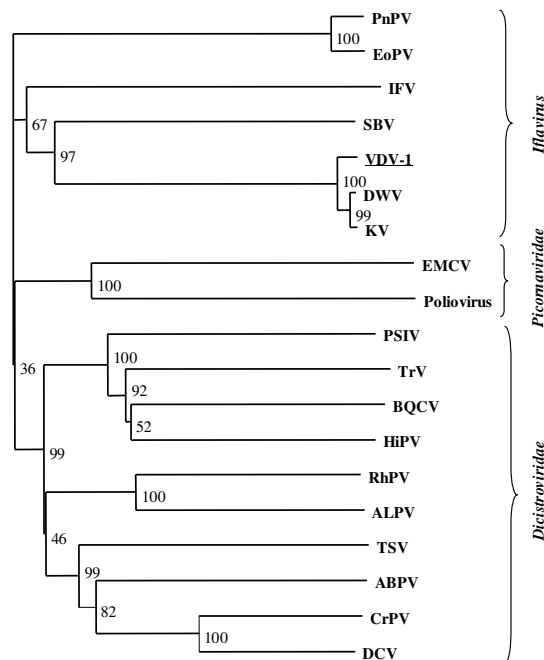 PnPV
100
EoPV
IFV
67
SBV
97
VDV-1
100
DWV
99
KV
Iflavirus
EMCV
100
Poliovirus
Picornaviridae
PSIV
100
36
TrV
92
BQCV
52
HiPV
99
RhPV
100
ALPV
46
TSV
99
ABPV
82
CrPV
100
DCV
Dicistroviridae